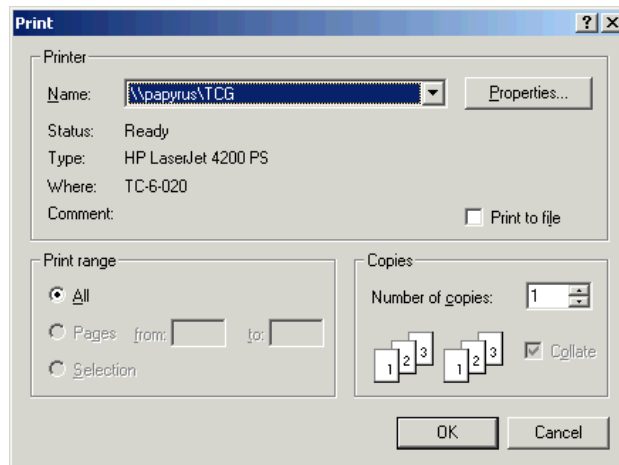 Print
Printer
Name: \\papyrus\TCG Properties...
Status: Ready
Type: HP LaserJet 4200 PS
Where: TC-6-020
Comment: Print to file
Print range
All
Pages from: to:
Selection
Copies
Number of copies: 1
1 2 3 1 2 3 Collate
OK Cancel